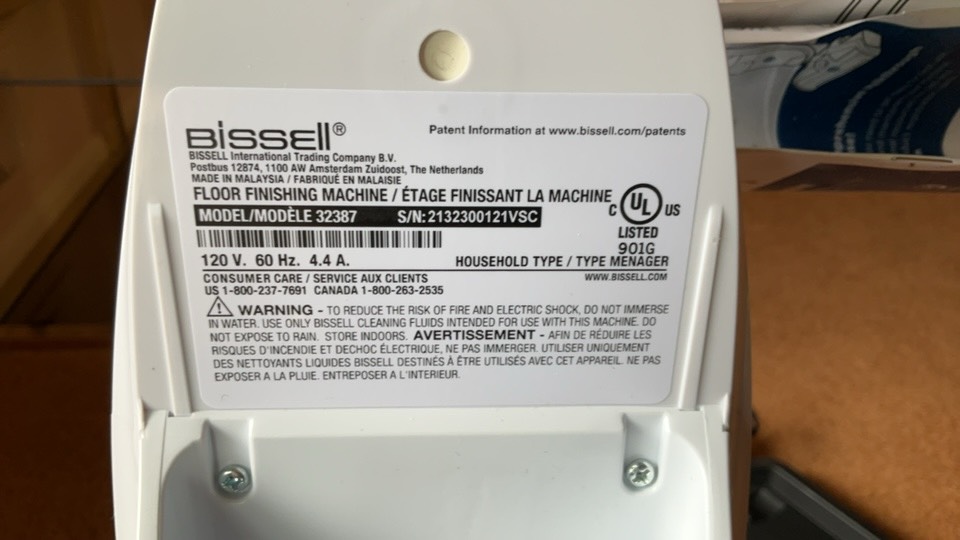 BISSELL®
Patent Information at www.bissell.com/patents
BISSELL International Trading Company B.V.
Postbus 12874, 1100 AW Amsterdam Zuidoost, The Netherlands
MADE IN MALAYSIA / FABRIQUÉ EN MALAISIE
FLOOR FINISHING MACHINE / ÉTAGE FINISSANT LA MACHINE
C UL US
LISTED
901G
MODEL/MODÈLE 32387 S/N:2132300121VSC
120 V. 60 Hz. 4.4 A.
HOUSEHOLD TYPE / TYPE MÉNAGER
CONSUMER CARE / SERVICE AUX CLIENTS
WWW.BISSELL.COM
US 1-800-237-7691 CANADA 1-800-263-2535
WARNING - TO REDUCE THE RISK OF FIRE AND ELECTRIC SHOCK, DO NOT IMMERSE
IN WATER. USE ONLY BISSELL CLEANING FLUIDS INTENDED FOR USE WITH THIS MACHINE. DO
NOT EXPOSE TO RAIN. STORE INDOORS. AVERTISSEMENT - AFIN DE RÉDUIRE LES
RISQUES D'INCENDIE ET DECHOC ÉLECTRIQUE, NE PAS IMMERGER. UTILISER UNIQUEMENT
DES NETTOYANTS LIQUIDES BISSELL DESTINÉS À ÊTRE UTILISÉS AVEC CET APPAREIL. NE PAS
EXPOSER A LA PLUIE. ENTREPOSER A L'INTERIEUR.